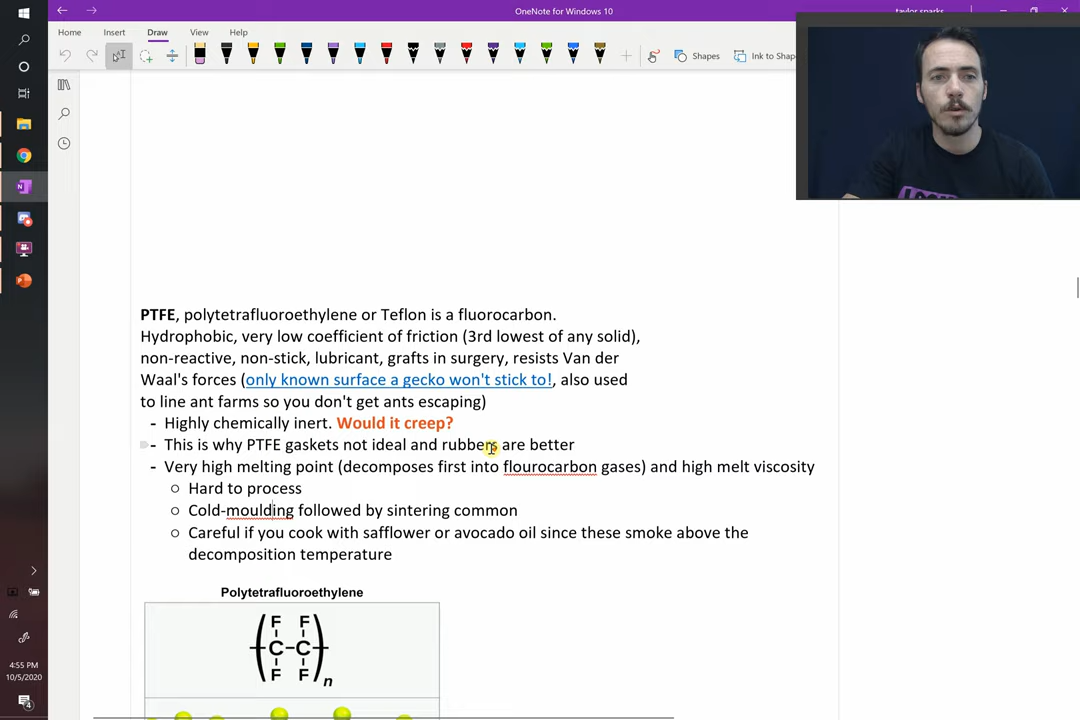 OneNote for Windows 10
taylor sparks
Home Insert Draw View Help
Shapes
Ink to Shap
PTFE, polytetrafluoroethylene or Teflon is a fluorocarbon.
Hydrophobic, very low coefficient of friction (3rd lowest of any solid),
non-reactive, non-stick, lubricant, grafts in surgery, resists Van der
Waal's forces (only known surface a gecko won't stick to!, also used
to line ant farms so you don't get ants escaping)
- Highly chemically inert. Would it creep?
- This is why PTFE gaskets not ideal and rubbers are better
- Very high melting point (decomposes first into flourocarbon gases) and high melt viscosity
○ Hard to process
○ Cold-moulding followed by sintering common
○ Careful if you cook with safflower or avocado oil since these smoke above the
decomposition temperature
Polytetrafluoroethylene
F F
C-C
F F n
4:55 PM
10/5/2020
4